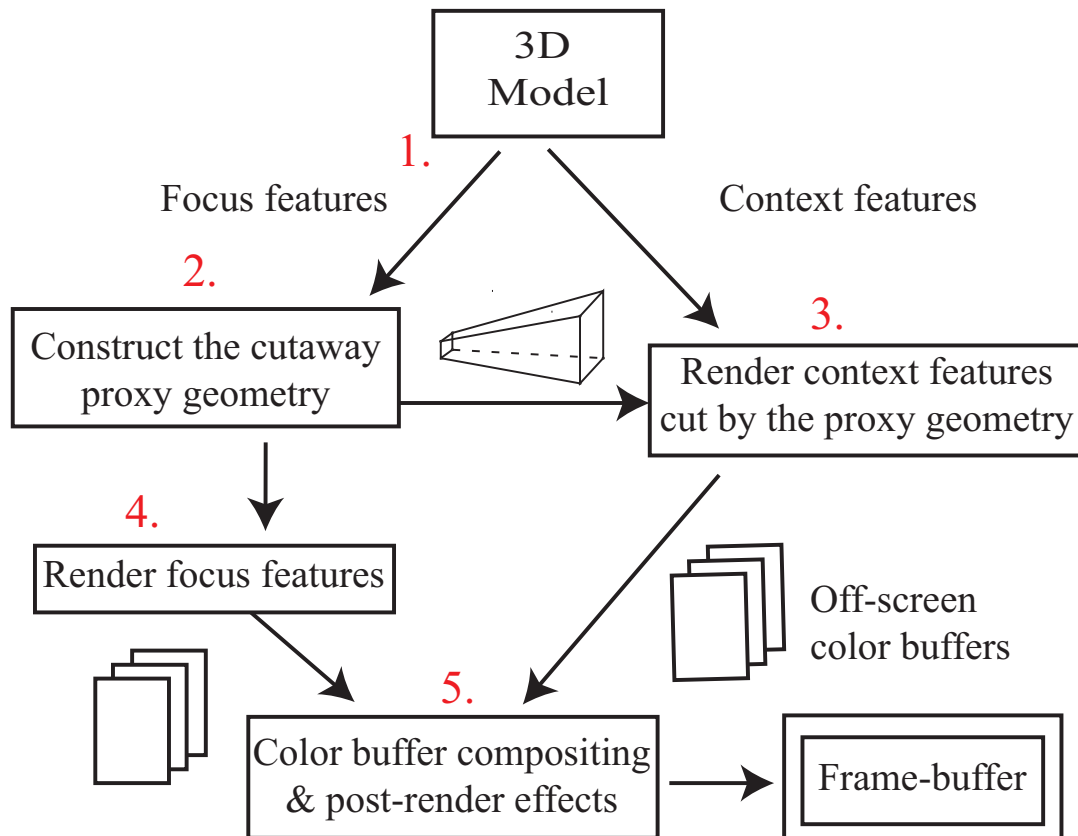 3D
Model
1.
Focus features
Context features
2.
3.
Construct the cutaway
proxy geometry
Render context features
cut by the proxy geometry
4.
Render focus features
Off-screen
color buffers
5.
Color buffer compositing
& post-render effects
Frame-buffer